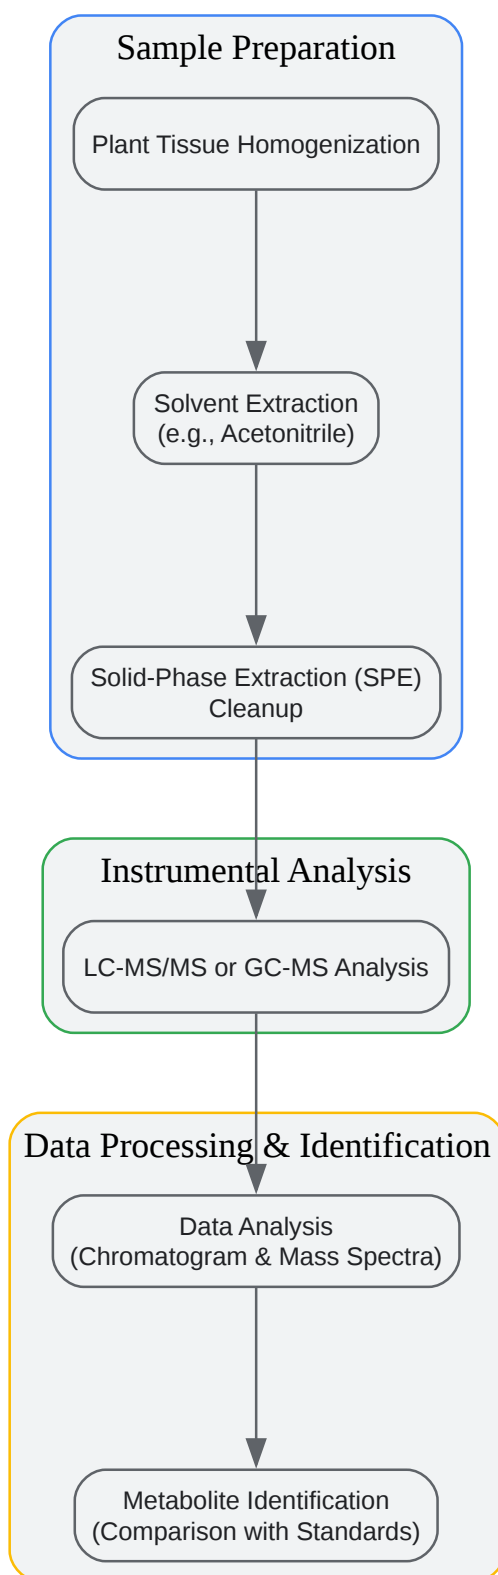 Sample Preparation
Plant Tissue Homogenization
Solvent Extraction
(e.g., Acetonitrile)
Solid-Phase Extraction (SPE)
Cleanup
Instrumental Analysis
LC-MS/MS or GC-MS Analysis
Data Processing & Identification
Data Analysis
(Chromatogram & Mass Spectra)
Metabolite Identification
(Comparison with Standards)